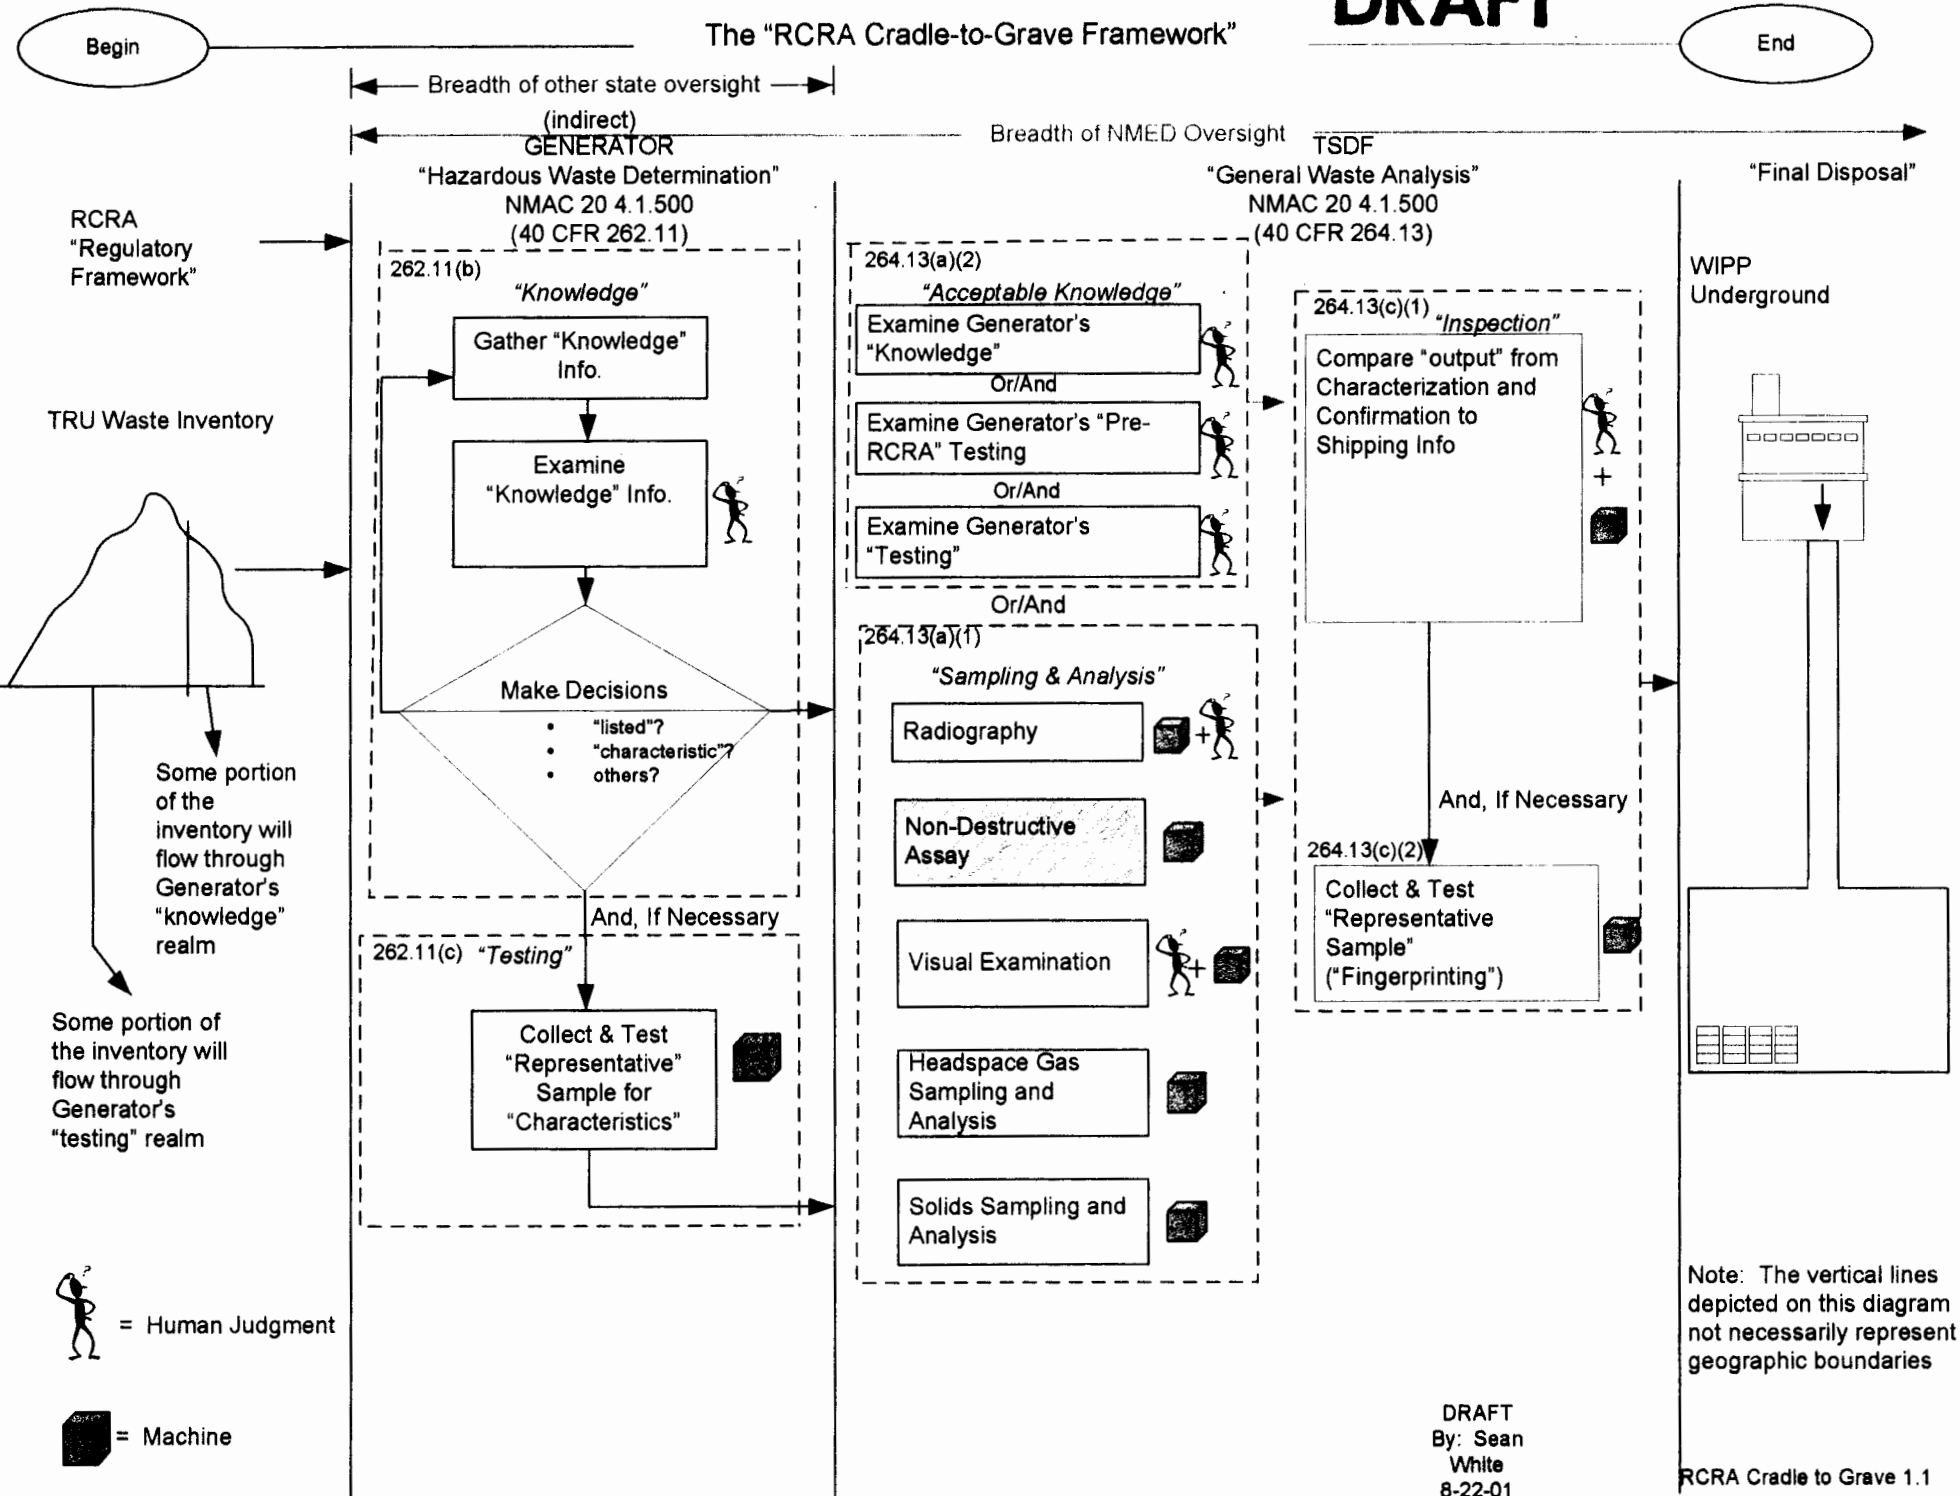 DRAFT
Begin
The “RCRA Cradle-to-Grave Framework”
End
Breadth of other state oversight
(indirect)
Breadth of NMED Oversight
GENERATOR
“Hazardous Waste Determination”
NMAC 20 4.1.500
(40 CFR 262.11)
TSDF
“General Waste Analysis”
NMAC 20 4.1.500
(40 CFR 264.13)
“Final Disposal”
RCRA
“Regulatory
Framework”
TRU Waste Inventory
Some portion
of the
inventory will
flow through
Generator's
“knowledge”
realm
Some portion of
the inventory will
flow through
Generator's
“testing” realm
= Human Judgment
= Machine
262.11(b)
“Knowledge”
Gather “Knowledge”
Info.
Examine
“Knowledge” Info.
Make Decisions
• “listed”?
• “characteristic”?
• others?
And, If Necessary
262.11(c) “Testing”
Collect & Test
“Representative”
Sample for
“Characteristics”
264.13(a)(2)
“Acceptable Knowledge”
Examine Generator's
“Knowledge”
Or/And
Examine Generator's “Pre-
RCRA” Testing
Or/And
Examine Generator's
“Testing”
Or/And
264.13(a)(1)
“Sampling & Analysis”
Radiography
+
Non-Destructive
Assay
Visual Examination
+
Headspace Gas
Sampling and
Analysis
Solids Sampling and
Analysis
264.13(c)(1) “Inspection”
Compare “output” from
Characterization and
Confirmation to
Shipping Info
+
And, If Necessary
264.13(c)(2)
Collect & Test
“Representative
Sample”
(“Fingerprinting”)
WIPP
Underground
Note: The vertical lines
depicted on this diagram
not necessarily represent
geographic boundaries
DRAFT
By: Sean
White
8-22-01
RCRA Cradle to Grave 1.1